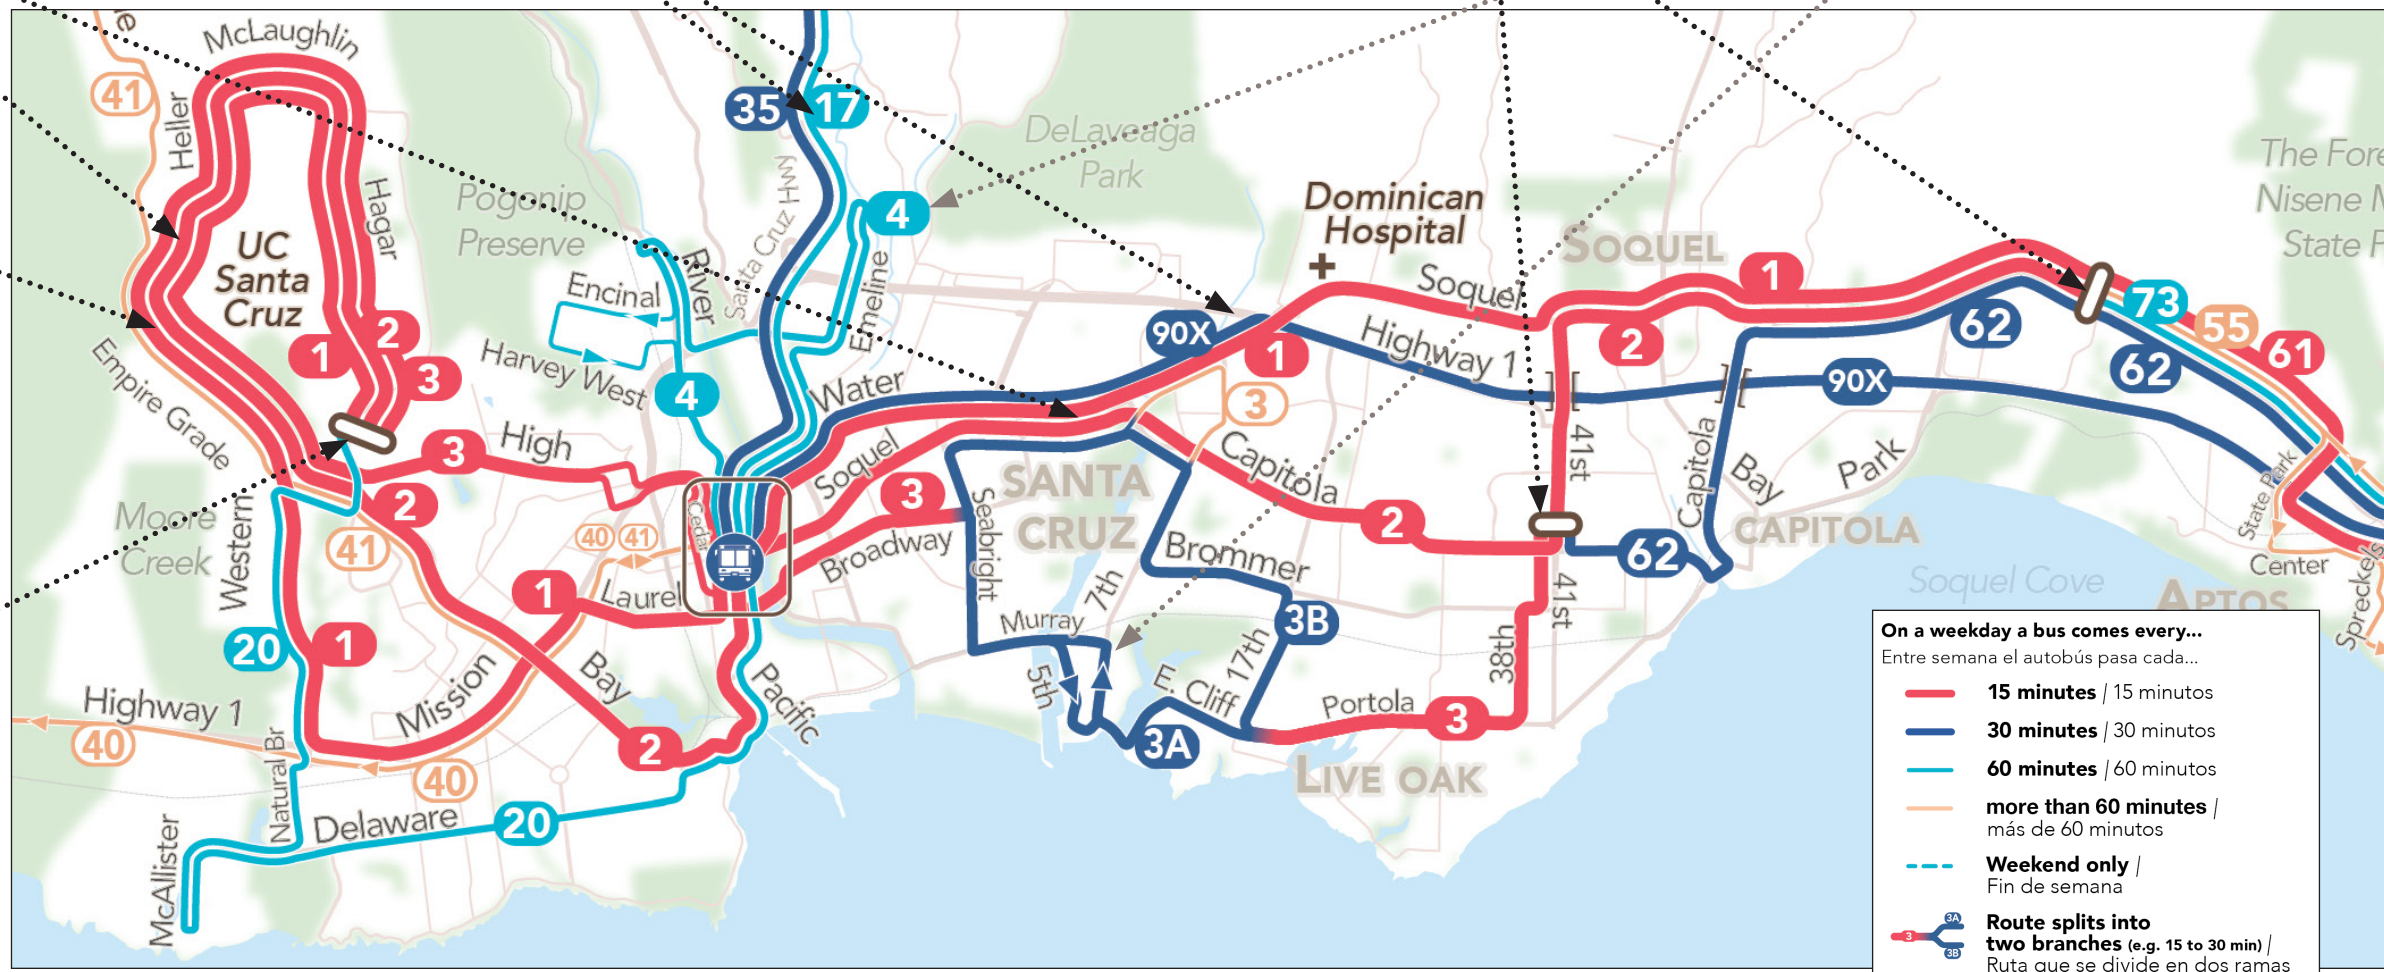 McLaughlin
41
Heller
Hagar
UC
Santa
Cruz
1
2
3
Empire Grade
Pogonip
Preserve
35
17
Santa Cruz Hwy
DeLaveaga
Park
4
Emeline
River
Encinal
Harvey West
4
Water
Dominican
Hospital
SOQUEL
Soquel
90X
1
Highway 1
3
1
2
62
90X
73
55
61
62
The Fore
Nisene M
State P
3
High
2
41
Moore
Creek
Western
20
1
40
41
1
Laurel
Cedar
Soquel
3
Broadway
SANTA
CRUZ
Seabright
Capitola
2
41st
Capitola
Bay
Park
CAPITOLA
62
Soquel Cove
State Park
Center
Spreckels
APTOS
Brommer
7th
Murray
5th
3B
17th
E. Cliff
3A
38th
41st
Portola
3
LIVE OAK
Highway 1
40
Mission
40
Bay
2
Pacific
Natural Br
Delaware
20
McAllister
On a weekday a bus comes every...
Entre semana el autobús pasa cada...
15 minutes / 15 minutos
30 minutes / 30 minutos
60 minutes / 60 minutos
more than 60 minutes /
más de 60 minutos
Weekend only /
Fin de semana
3A
3
3B
Route splits into
two branches (e.g. 15 to 30 min) /
Ruta que se divide en dos ramas